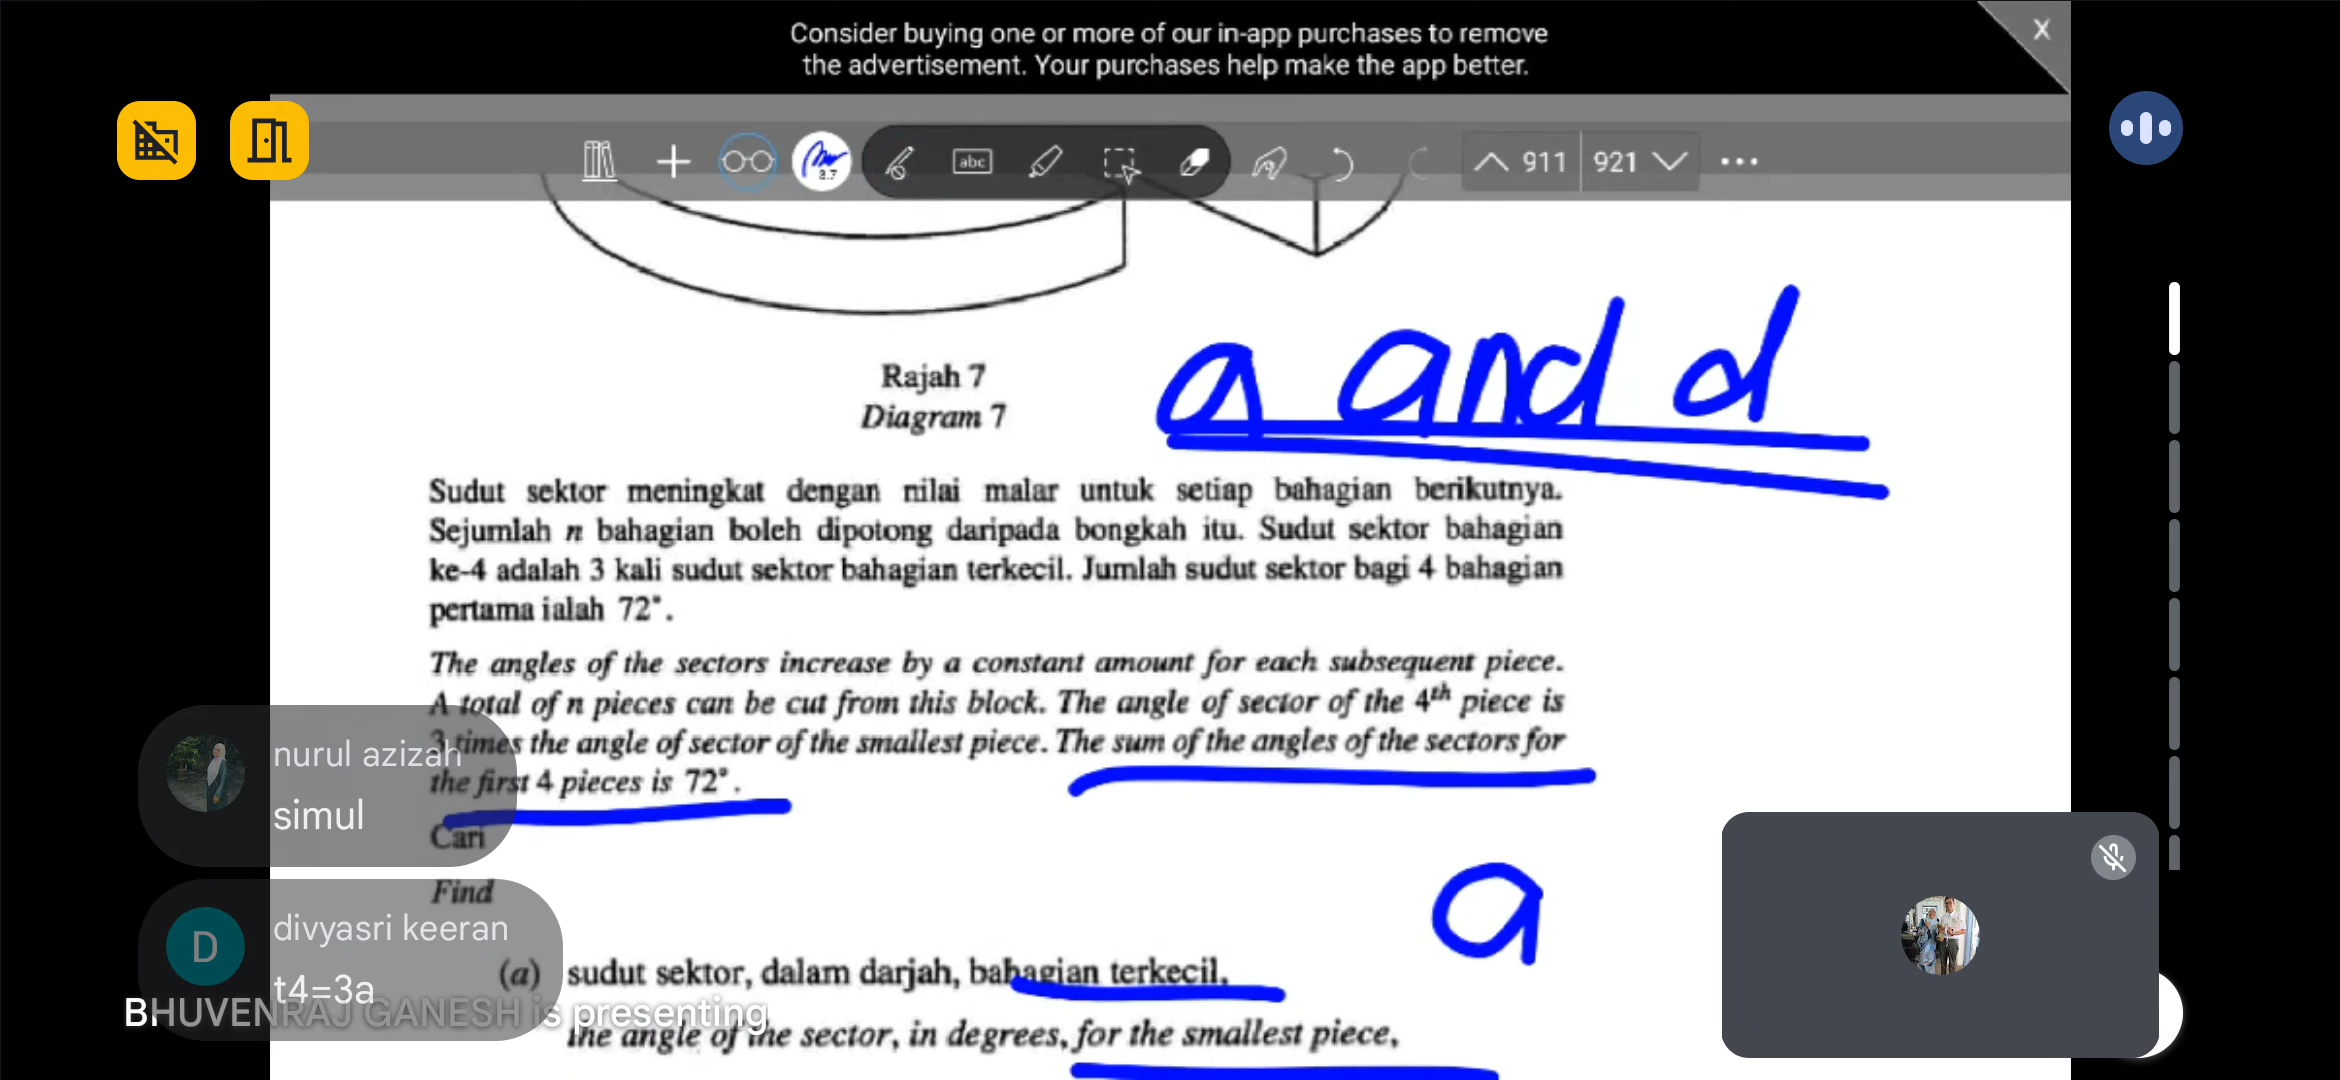 Consider buying one or more of our in-app purchases to remove
the advertisement. Your purchases help make the app better.
X
3.7
abc
911
921
Rajah 7
Diagram 7
a and d
Sudut sektor meningkat dengan nilai malar untuk setiap bahagian berikutnya.
Sejumlah n bahagian boleh dipotong daripada bongkah itu. Sudut sektor bahagian
ke-4 adalah 3 kali sudut sektor bahagian terkecil. Jumlah sudut sektor bagi 4 bahagian
pertama ialah 72°.
The angles of the sectors increase by a constant amount for each subsequent piece.
A total of n pieces can be cut from this block. The angle of sector of the 4th piece is
3 times the angle of sector of the smallest piece. The sum of the angles of the sectors for
the first 4 pieces is 72°.
nurul azizah
simul
Cari
Find
a
D
divyasri keeran
t4=3a
(a) sudut sektor, dalam darjah, bahagian terkecil,
BHUVENRAJ GANESH is presenting
the angle of the sector, in degrees, for the smallest piece,